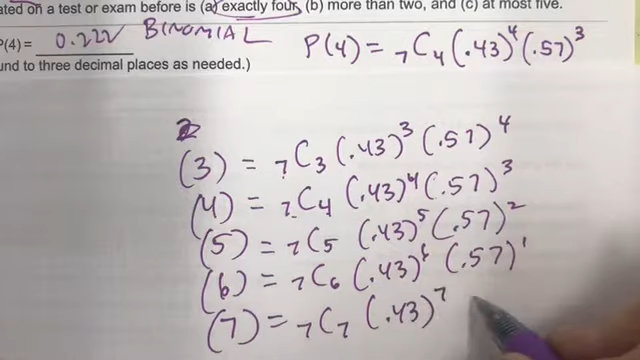 ated on a test or exam before is (a) exactly four, (b) more than two, and (c) at most five.
P(4) = 0.222 BINOMIAL P(4) = ₇C₄ (.43)⁴ (.57)³
und to three decimal places as needed.)
2
(3) = ₇C₃ (.43)³ (.57)⁴
(4) = ₇C₄ (.43)⁴ (.57)³
(5) = ₇C₅ (.43)⁵ (.57)²
(6) = ₇C₆ (.43)⁶ (.57)¹
(7) = ₇C₇ (.43)⁷